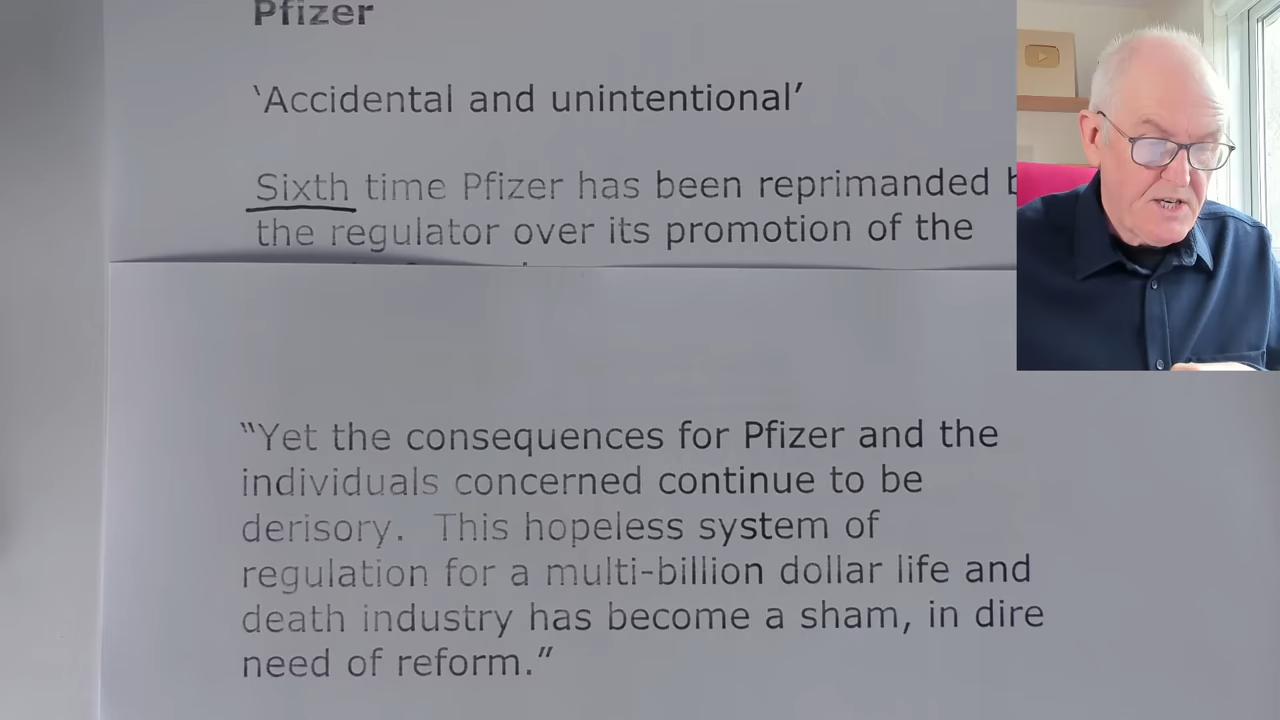 Pfizer
‘Accidental and unintentional’
Sixth time Pfizer has been reprimanded
the regulator over its promotion of the
“Yet the consequences for Pfizer and the
individuals concerned continue to be
derisory.  This hopeless system of
regulation for a multi-billion dollar life and
death industry has become a sham, in dire
need of reform.”